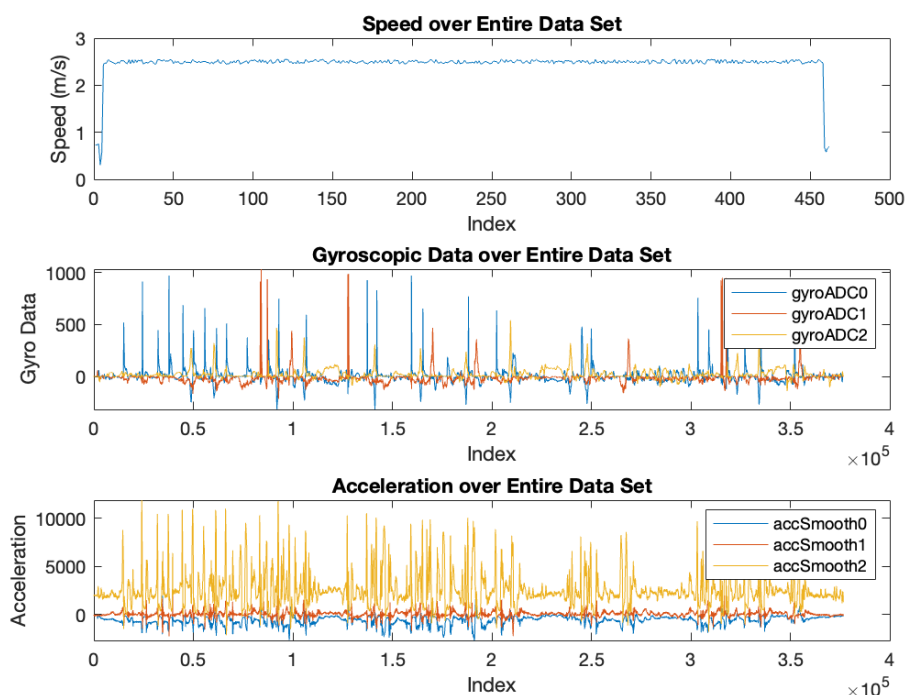 Speed over Entire Data Set
Speed (m/s)
3
2
1
0
0 50 100 150 200 250 300 350 400 450 500
Index
Gyroscopic Data over Entire Data Set
Gyro Data
1000
500
0
gyroADC0
gyroADC1
gyroADC2
0 0.5 1 1.5 2 2.5 3 3.5 4
Index
×10^5
Acceleration over Entire Data Set
Acceleration
10000
5000
0
accSmooth0
accSmooth1
accSmooth2
0 0.5 1 1.5 2 2.5 3 3.5 4
Index
×10^5